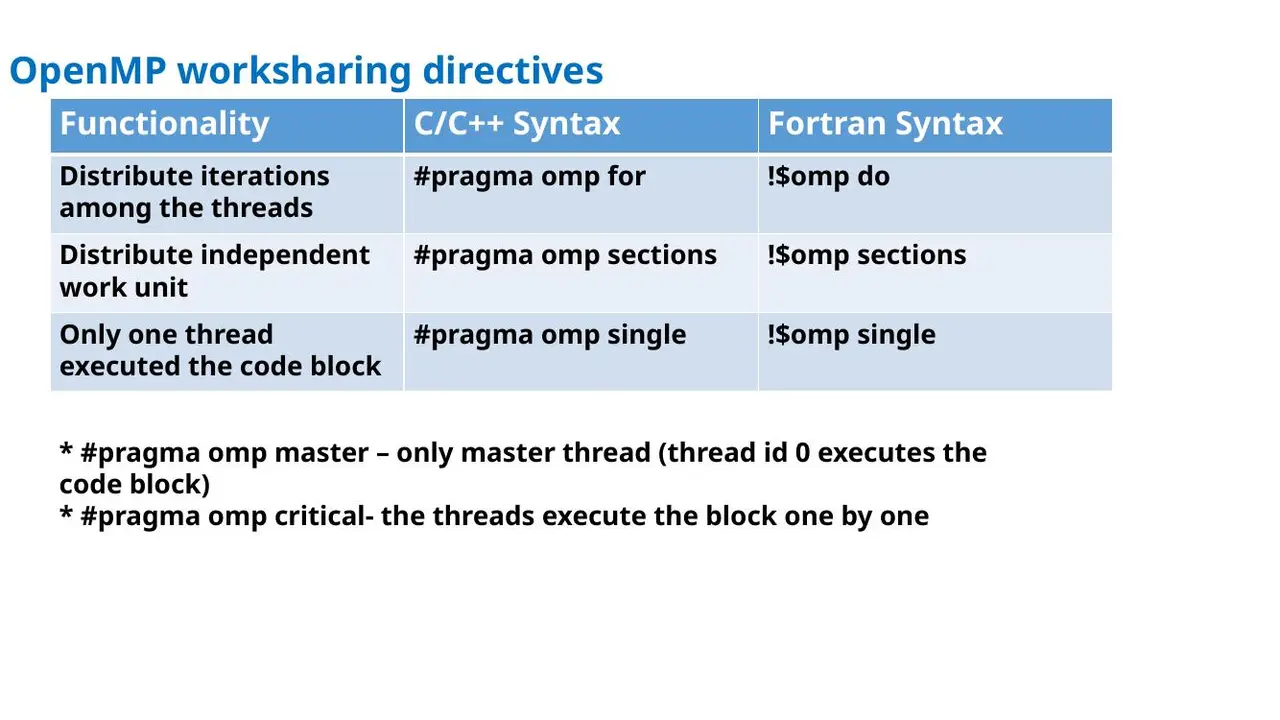 OpenMP worksharing directives
Functionality C/C++ Syntax Fortran Syntax
Distribute iterations #pragma omp for !$omp do
among the threads
Distribute independent #pragma omp sections !$omp sections
work unit
Only one thread #pragma omp single !$omp single
executed the code block
* #pragma omp master – only master thread (thread id 0 executes the
code block)
* #pragma omp critical- the threads execute the block one by one